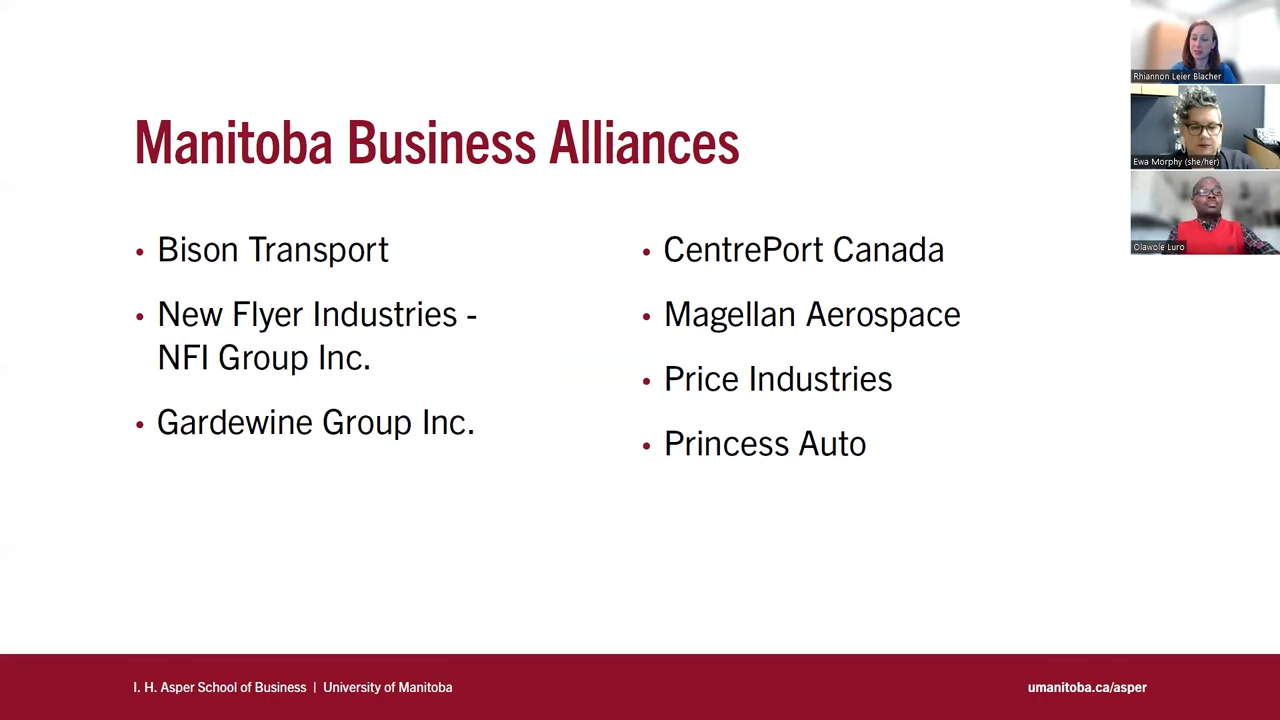 Manitoba Business Alliances
• Bison Transport
• New Flyer Industries -
NFI Group Inc.
• Gardewine Group Inc.
• CentrePort Canada
• Magellan Aerospace
• Price Industries
• Princess Auto
Rhiannon Leier Blacher
Ewa Morphy (she/her)
Olawole Luro
I. H. Asper School of Business | University of Manitoba
umanitoba.ca/asper